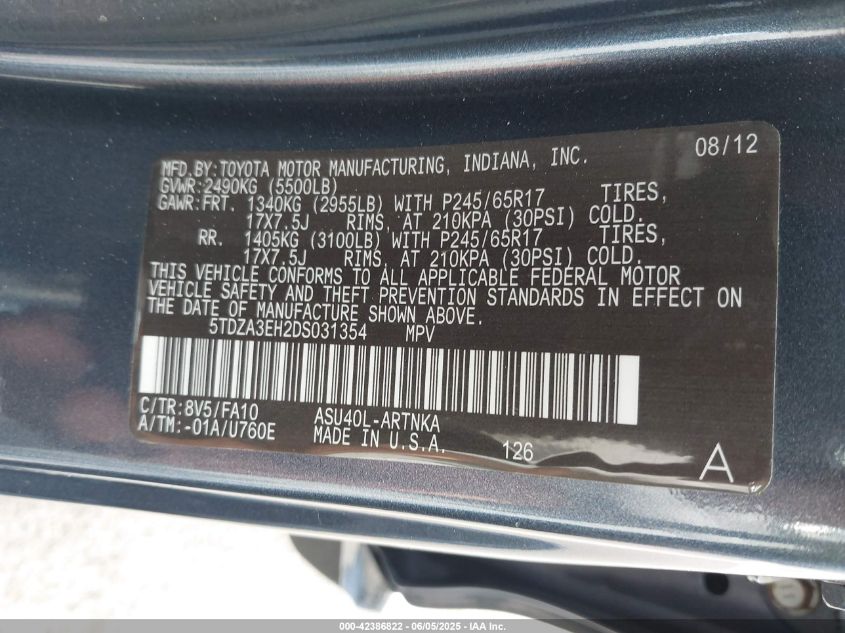 08/12
MFD.BY:TOYOTA MOTOR MANUFACTURING, INDIANA, INC.
GVWR:2490KG (5500LB)
GAWR:FRT. 1340KG (2955LB) WITH P245/65R17 TIRES,
17X7.5J RIMS, AT 210KPA (30PSI) COLD.
RR. 1405KG (3100LB) WITH P245/65R17 TIRES,
17X7.5J RIMS, AT 210KPA (30PSI) COLD.
THIS VEHICLE CONFORMS TO ALL APPLICABLE FEDERAL MOTOR
VEHICLE SAFETY AND THEFT PREVENTION STANDARDS IN EFFECT ON
THE DATE OF MANUFACTURE SHOWN ABOVE.
5TDZA3EH2DS031354 MPV
C/TR:8V5/FA10 ASU40L-ARTNKA
A/TM:-01A/U760E MADE IN U.S.A. 126
A
000-42386822 - 06/05/2025 - IAA Inc.